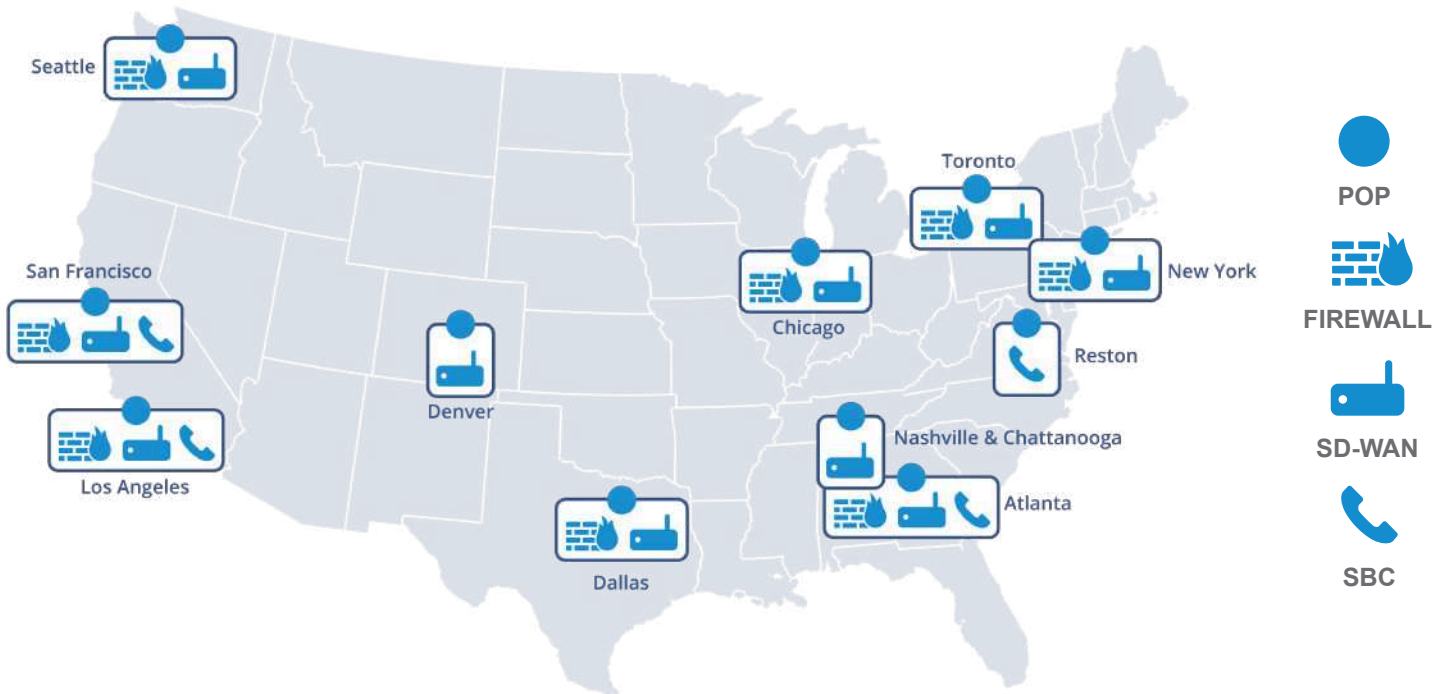 Seattle
Toronto
POP
San Francisco
New York
FIREWALL
Chicago
Reston
Denver
Nashville & Chattanooga
SD-WAN
Los Angeles
Atlanta
Dallas
SBC